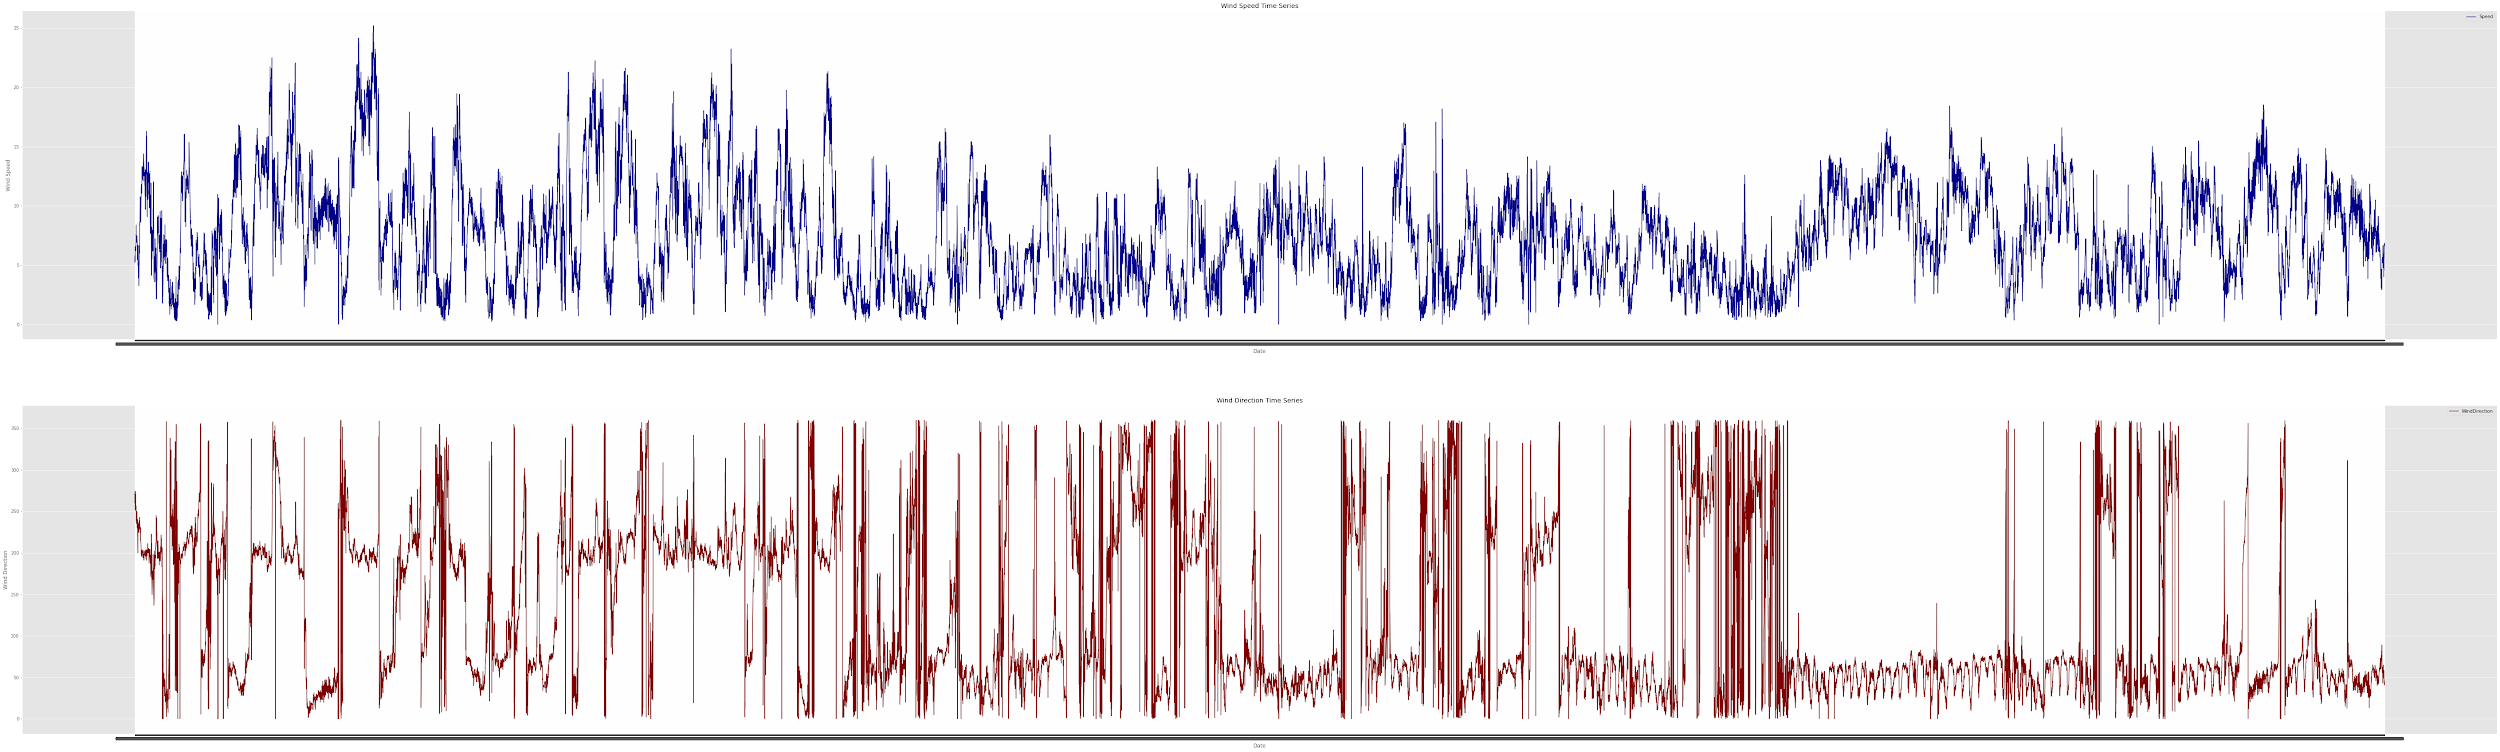 Wind Speed Time Series
Speed
25
20
15
10
5
0
Wind Speed
Date
Wind Direction Time Series
WindDirection
350
300
250
200
150
100
50
0
Wind Direction
Date